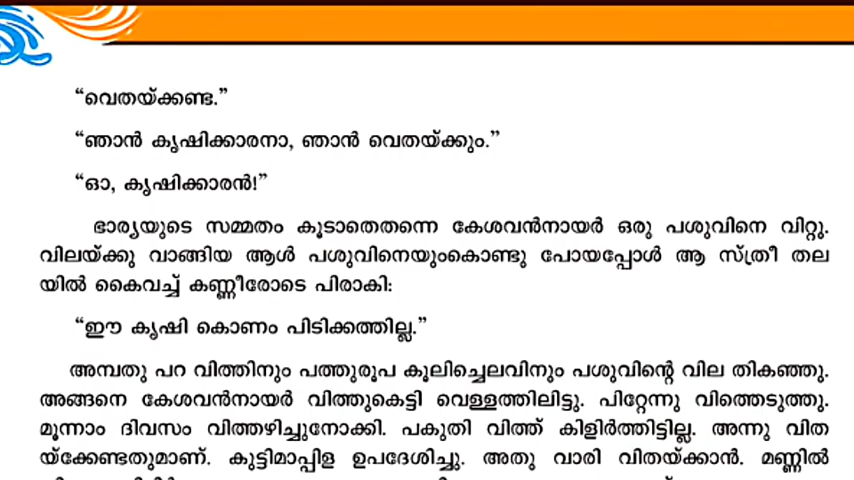 “വെതയ്ക്കണ്ട.”
“ഞാൻ കൃഷിക്കാരനാ, ഞാൻ വെതയ്ക്കും.”
“ഓ, കൃഷിക്കാരൻ!”
ഭാര്യയുടെ സമ്മതം കൂടാതെതന്നെ കേശവൻനായർ ഒരു പശുവിനെ വിറ്റു.
വിലയ്ക്കു വാങ്ങിയ ആൾ പശുവിനെയുംകൊണ്ടു പോയപ്പോൾ ആ സ്ത്രീ തല
യിൽ കൈവച്ച് കണ്ണീരോടെ പിരാകി:
“ഈ കൃഷി കൊണം പിടിക്കത്തില്ല.”
അമ്പതു പറ വിത്തിനും പത്തുരൂപ കൂലിച്ചെലവിനും പശുവിന്റെ വില തികഞ്ഞു.
അങ്ങനെ കേശവൻനായർ വിത്തുകെട്ടി വെള്ളത്തിലിട്ടു. പിറ്റേന്നു വിത്തെടുത്തു.
മൂന്നാം ദിവസം വിത്തഴിച്ചുനോക്കി. പകുതി വിത്ത് കിളിർത്തിട്ടില്ല. അന്നു വിത
യ്ക്കേണ്ടതുമാണ്. കുട്ടിമാപ്പിള ഉപദേശിച്ചു. അതു വാരി വിതയ്ക്കാൻ. മണ്ണിൽ